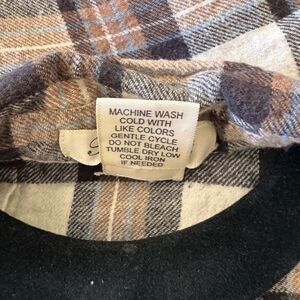 MACHINE WASH
COLD WITH
LIKE COLORS
GENTLE CYCLE
DO NOT BLEACH
TUMBLE DRY LOW
COOL IRON
IF NEEDED